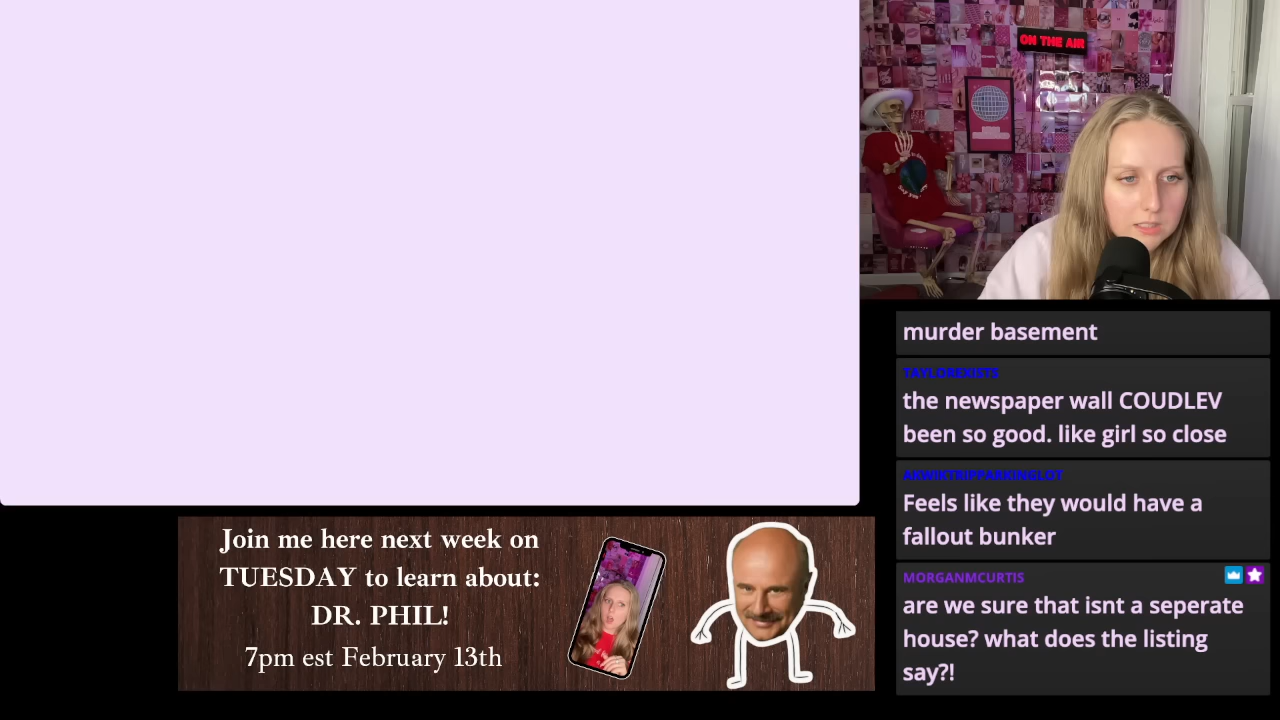 ON THE AIR
murder basement
TAYLOREXISTS
the newspaper wall COUDLEV
been so good. like girl so close
AKWIKTRIPPARKINGLOT
Feels like they would have a
fallout bunker
MORGANMCURTIS
are we sure that isnt a seperate
house? what does the listing
say?!
Join me here next week on
TUESDAY to learn about:
DR. PHIL!
7pm est February 13th